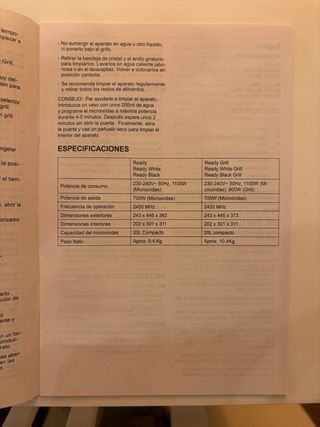 - No sumergir el aparato en agua u otro líquido,
ni ponerlo bajo el grifo.
- Retirar la bandeja de cristal y el anillo giratorio
para limpiarlos. Lavarlos en agua caliente jabo-
nosa o en el lavavajillas. Volver a colocarlos en
posición correcta.
- Se recomienda limpiar el aparato regularmente
y retirar todos los restos de alimentos.
CONSEJO: Par ayudarle a limpiar el aparato,
introduzca un vaso con unos 200ml de agua
y programe el microondas a máxima potencia
durante 4-5 minutos. Después espere unos 2
minutos sin abrir la puerta. Finalmente, abra
la puerta y use un pañuelo seco para limpiar el
interior del aparato.
ESPECIFICACIONES
Ready Ready Grill
Ready White Ready White Grill
Ready Black Ready Black Grill
Potencia de consumo 230-240V~ 50Hz, 1100W 230-240V~ 50Hz, 1100W (Mi-
(Microondas) croondas), 900W (Grill)
Potencia de salida 700W (Microondas) 700W (Microondas)
Frecuencia de operación 2450 MHz 2450 MHz
Dimensiones exteriores 243 x 446 x 362 243 x 445 x 373
Dimensiones interiores 202 x 301 x 311 202 x 301 x 311
Capacidad del microondas 20L Compacto 20L compacto
Peso Neto Aprox. 9.4 Kg Aprox. 10.4Kg